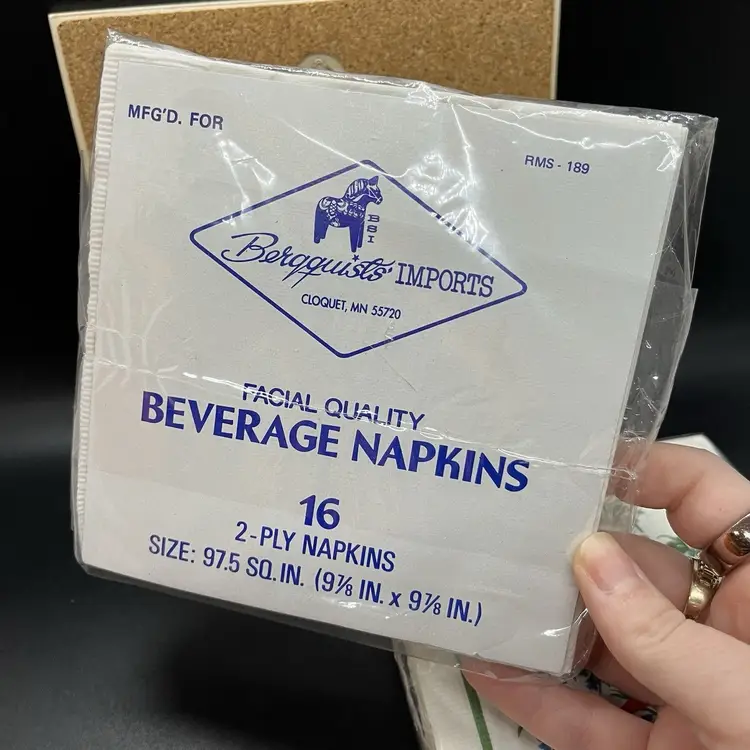 MFG'D. FOR
RMS - 189
BSI
Bergquists' IMPORTS
CLOQUET, MN 55720
FACIAL QUALITY
BEVERAGE NAPKINS
16
2-PLY NAPKINS
SIZE: 97.5 SQ. IN. (9⅞ IN. x 9⅞ IN.)